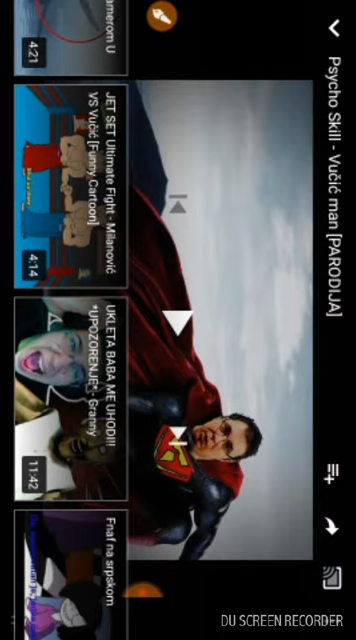 Psycho Skill - Vučić man [PARODIJA]
amerom U
4:21
JET SET Ultimate Fight - Milanović
VS Vučić [Funny Cartoon]
4:14
UKLETA BABA ME UHODI!!
*UPOZORENJE* - Granny
11:42
Fnaf na srpskom
DU SCREEN RECORDER